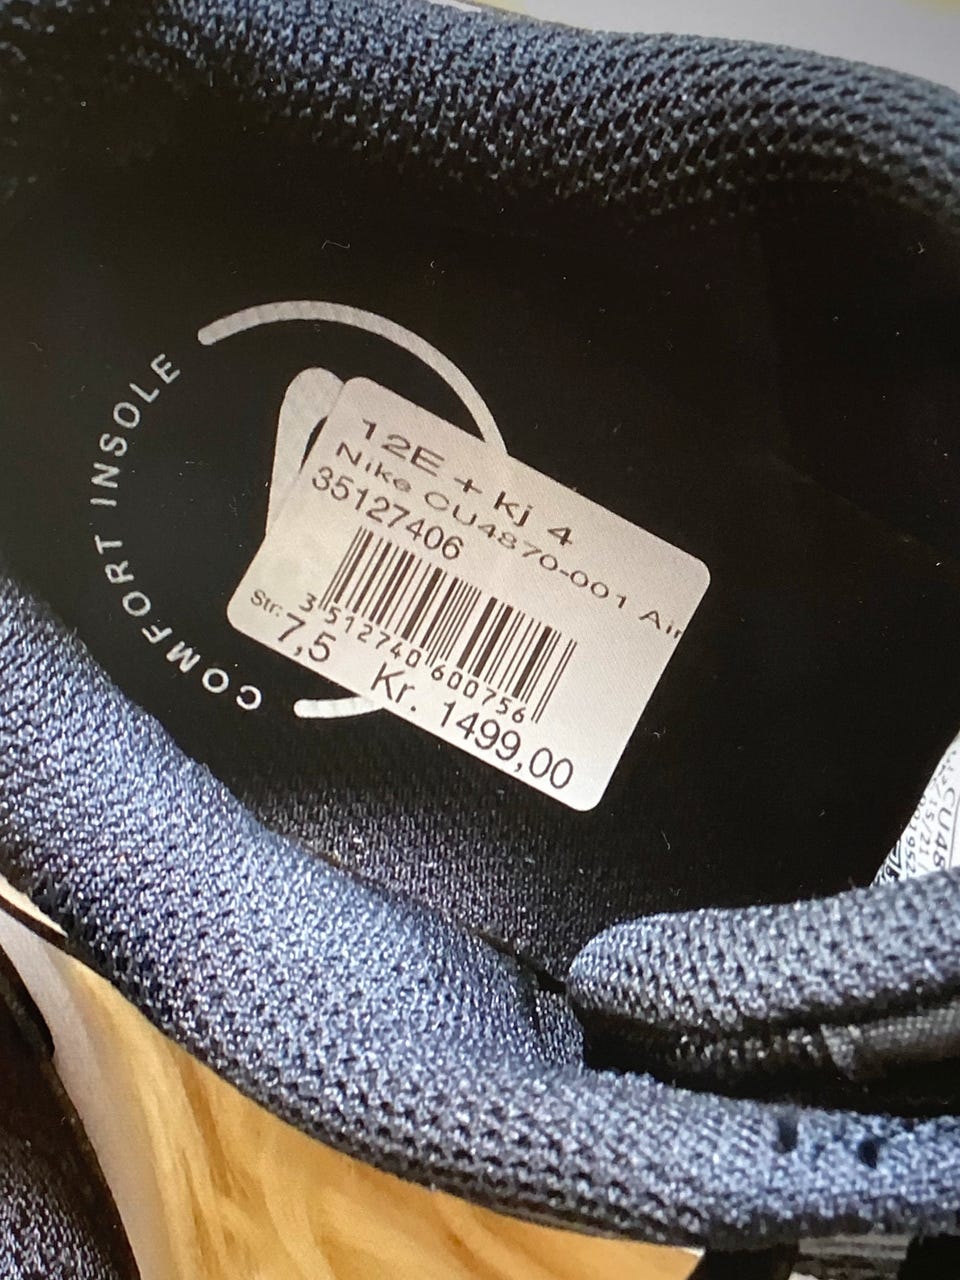 COMFORT INSOLE
12E + Kj 4
Nike CU4870-001 Air
35127406
3 512740 600756
Str: 7,5 Kr. 1499,00